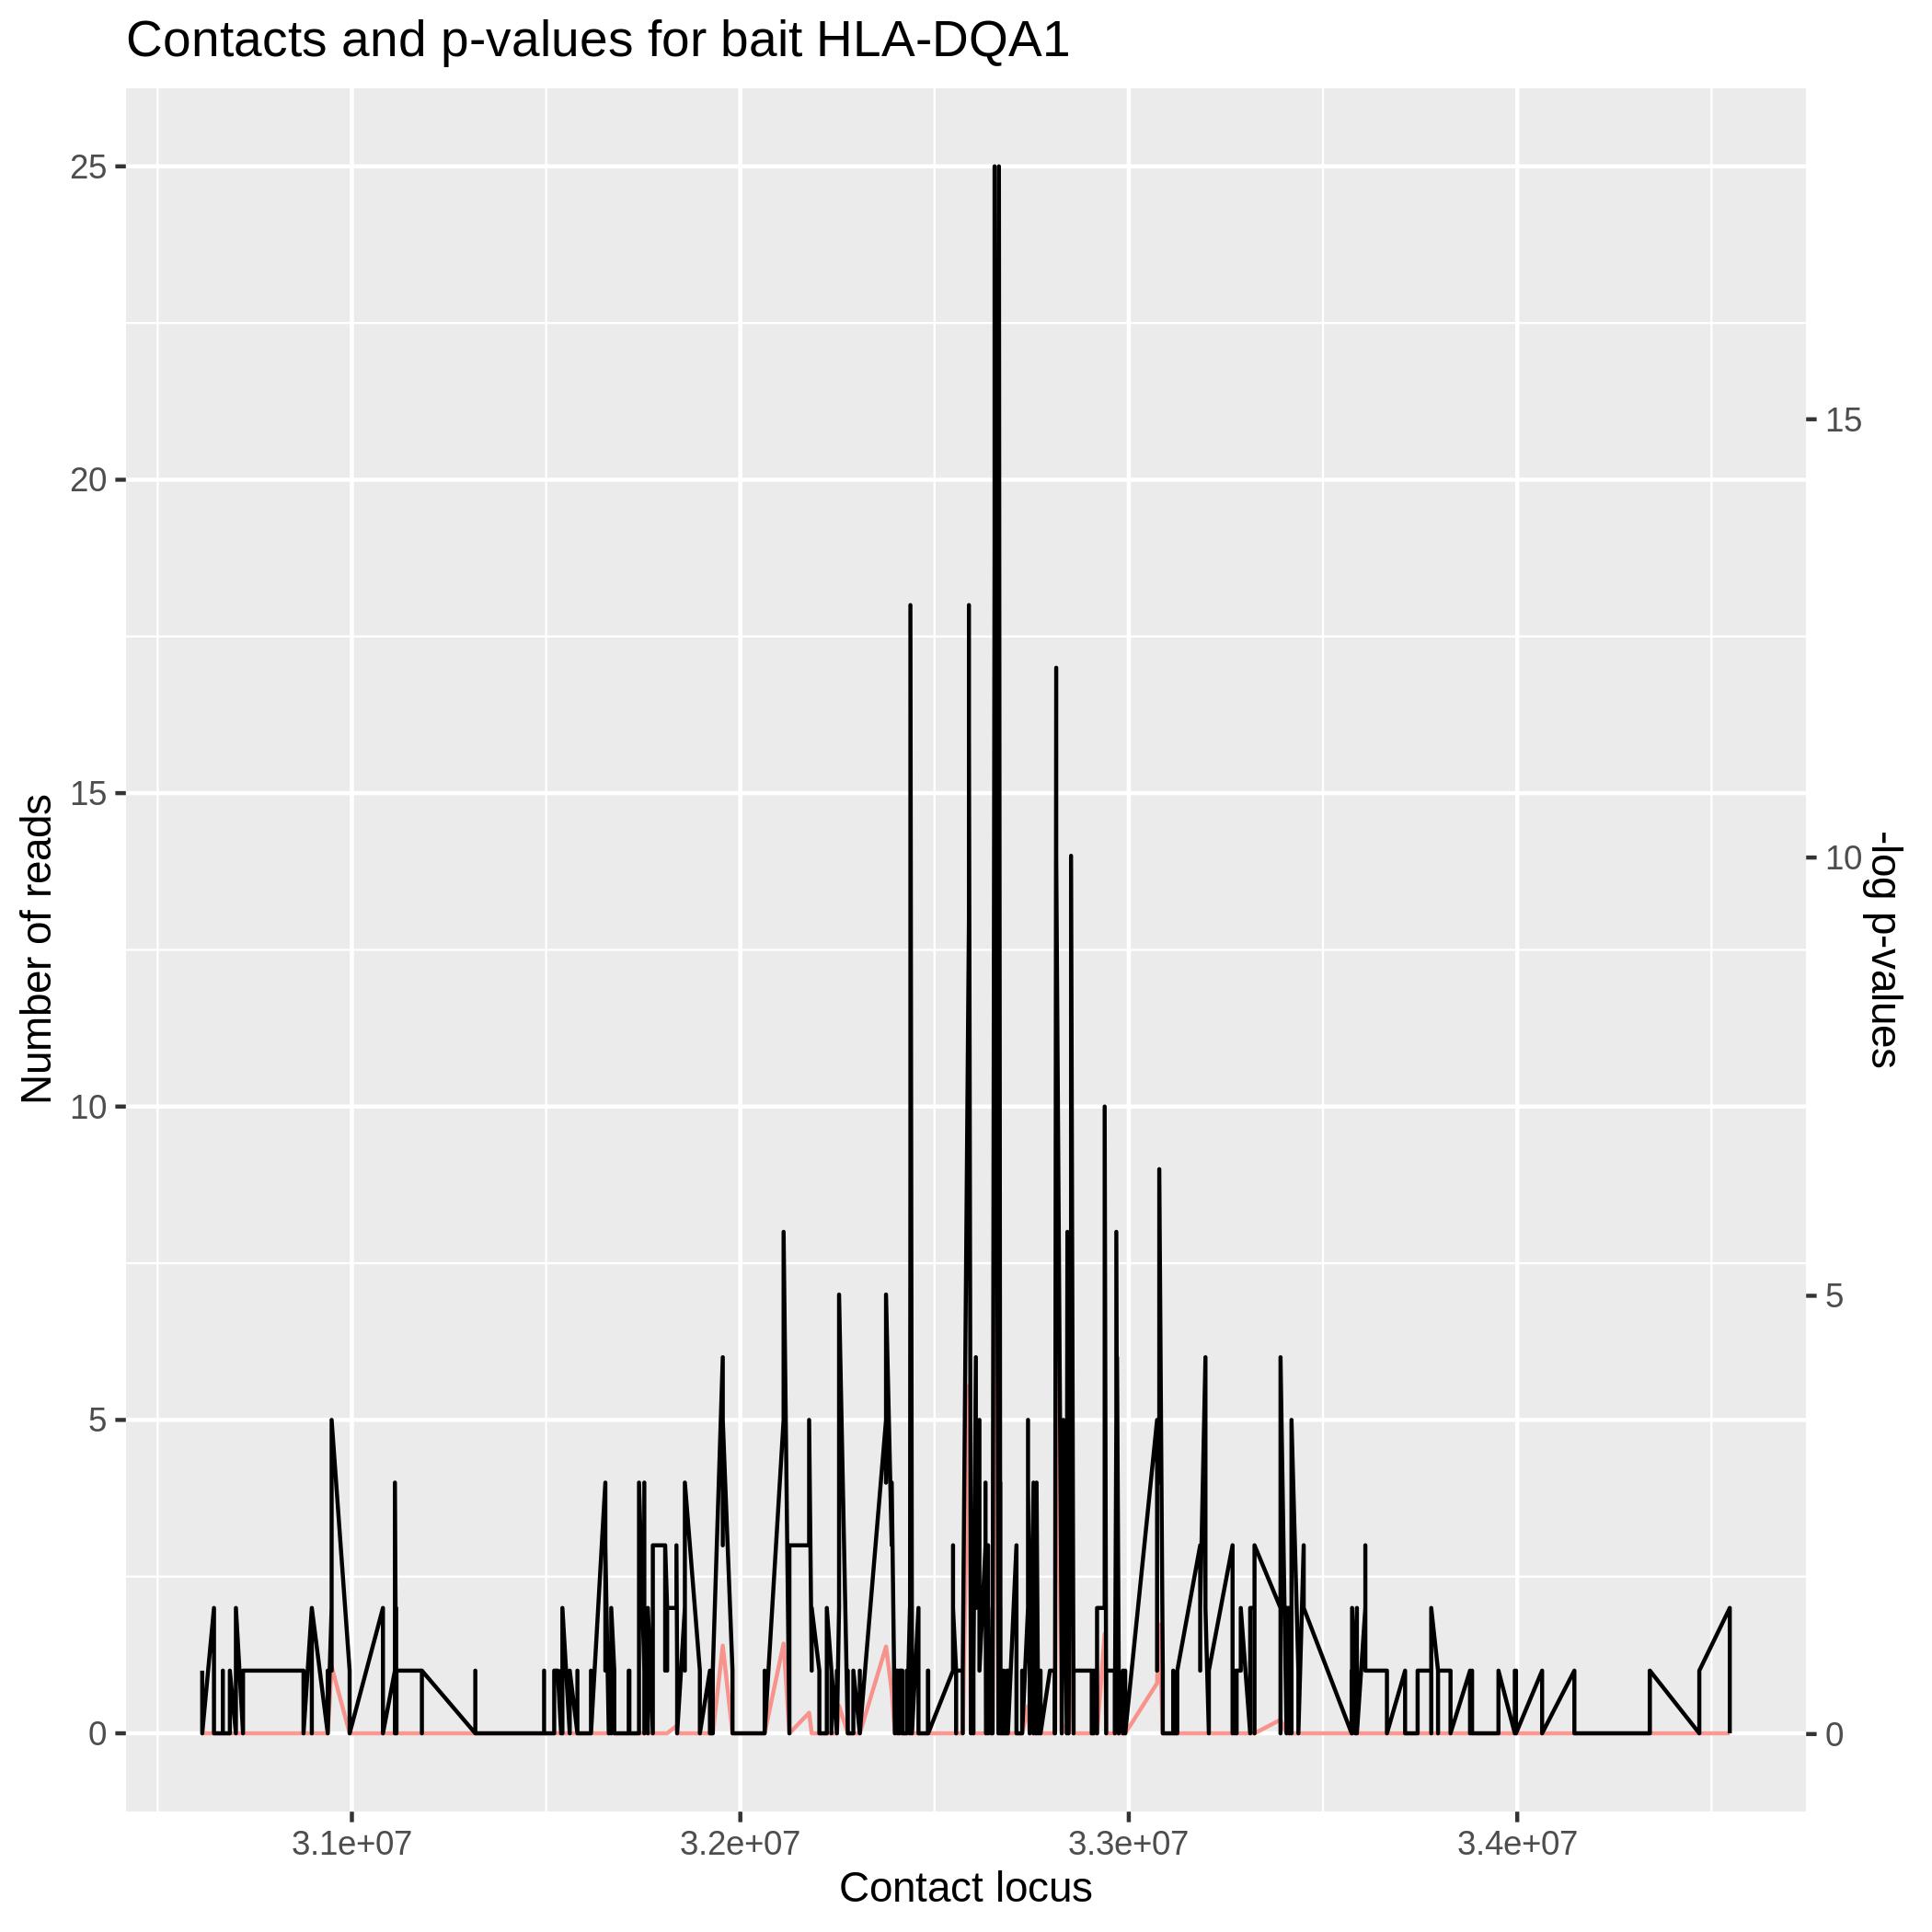 Contacts and p-values for bait HLA-DQA1
25
20
15
10
5
0
Number of reads
15
10
5
0
-log p-values
3.1e+07
3.2e+07
3.3e+07
3.4e+07
Contact locus